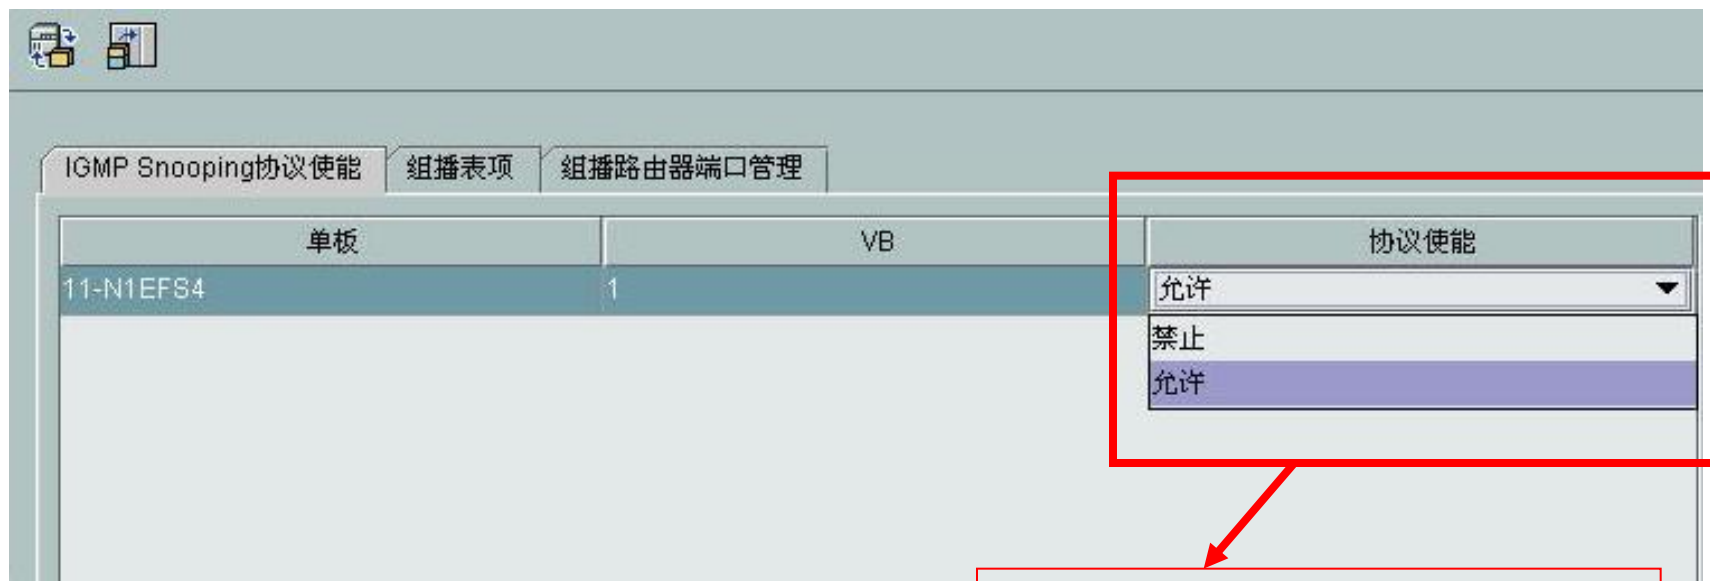 IGMP Snooping协议使能 组播表项 组播路由器端口管理
单板 VB 协议使能
11-N1EFS4 1 允许
禁止
允许